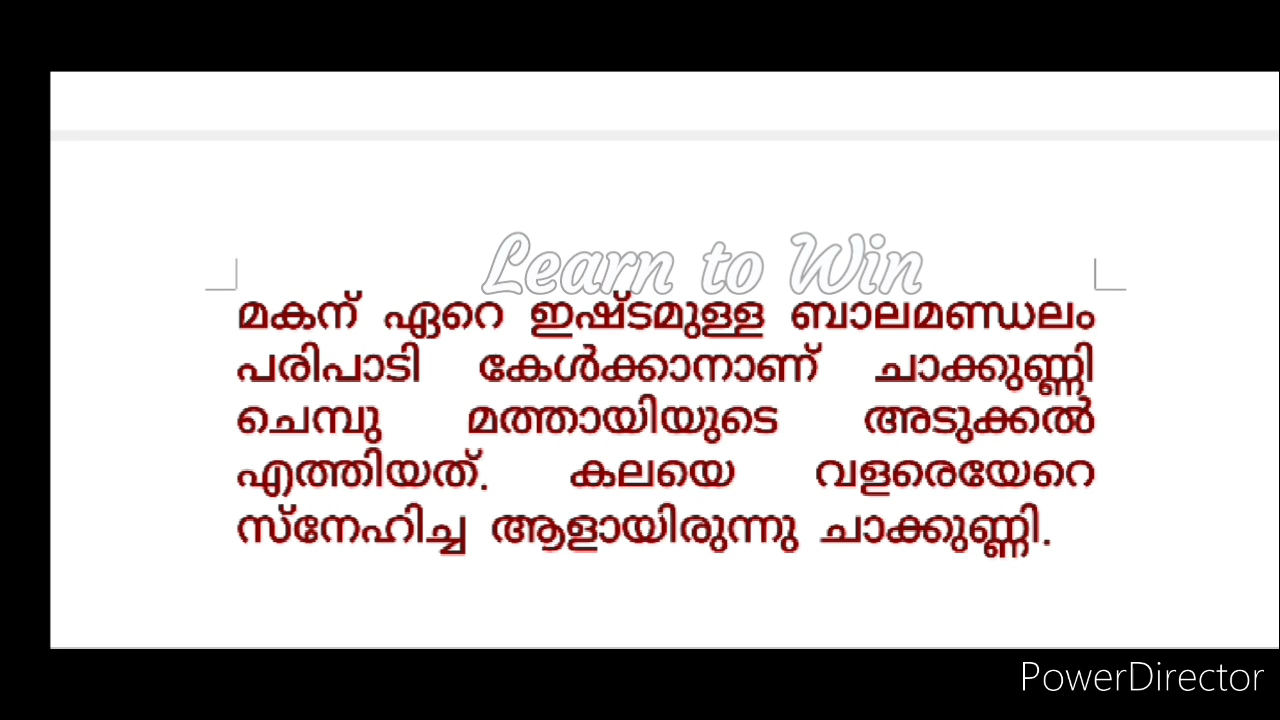 Learn to Win
മകന് ഏറെ ഇഷ്ടമുള്ള ബാലമണ്ഡലം
പരിപാടി കേൾക്കാനാണ് ചാക്കുണ്ണി
ചെമ്പു മത്തായിയുടെ അടുക്കൽ
എത്തിയത്. കലയെ വളരെയേറെ
സ്നേഹിച്ച ആളായിരുന്നു ചാക്കുണ്ണി.
PowerDirector